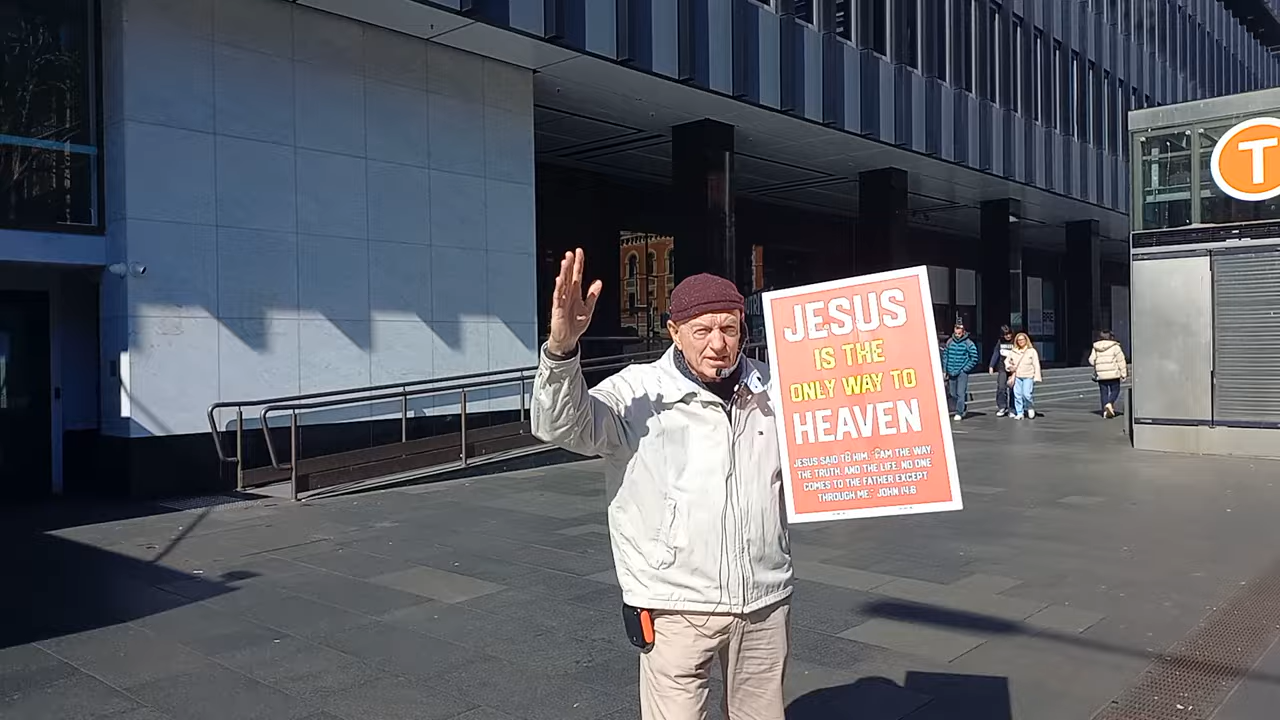 JESUS
IS THE
ONLY WAY TO
HEAVEN
JESUS SAID TO HIM, "I AM THE WAY,
THE TRUTH, AND THE LIFE. NO ONE
COMES TO THE FATHER EXCEPT
THROUGH ME." JOHN 14:6
T